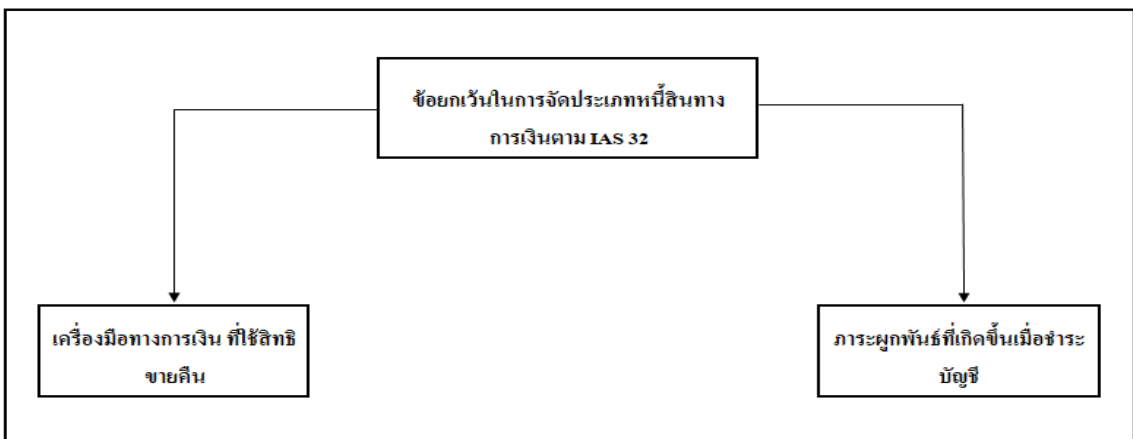 ข้อยกเว้นในการจัดประเภทหนี้สินทาง
การเงินตาม IAS 32
เครื่องมือทางการเงิน ที่ใช้สิทธิ
ขายคืน
ภาระผูกพันธ์ที่เกิดขึ้นเมื่อชำระ
บัญชี